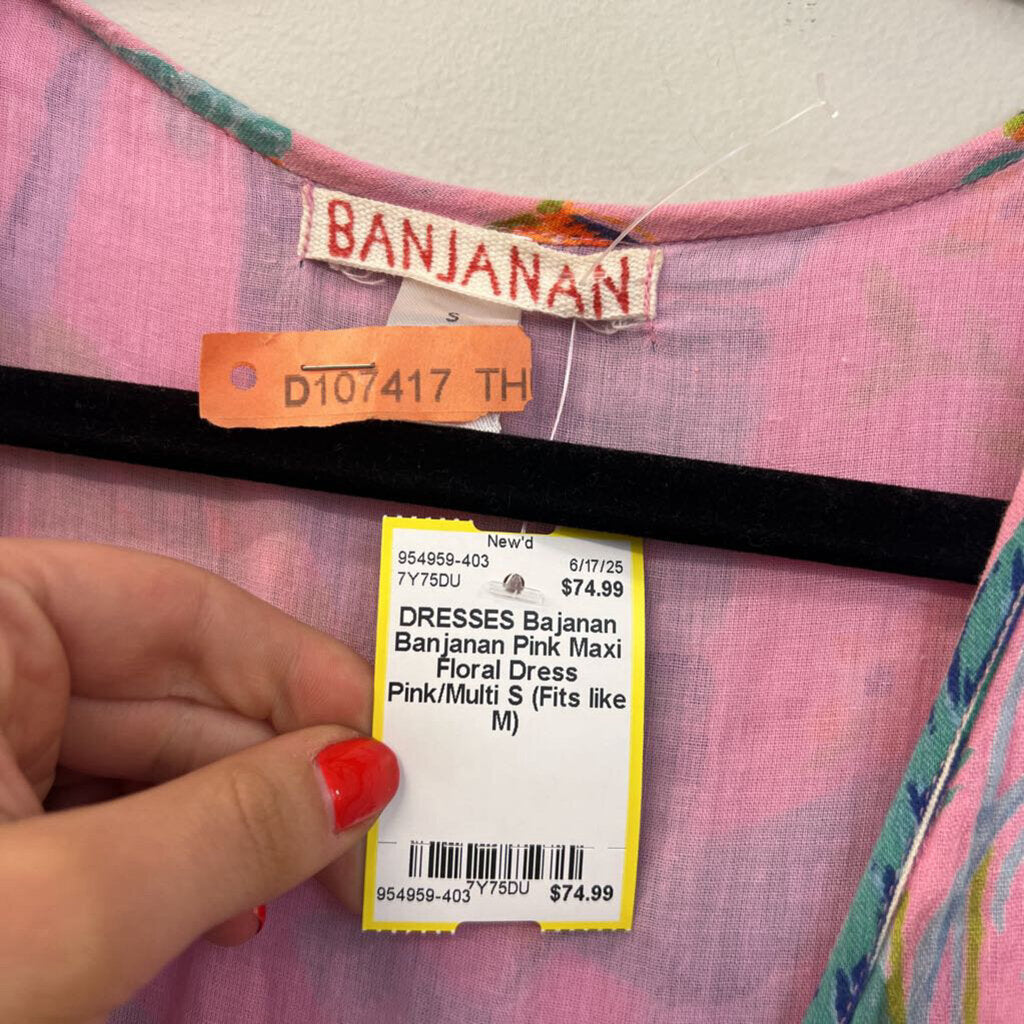 BANJANAN
S
D107417 TH
New'd
954959-403 6/17/25
7Y75DU $74.99
DRESSES Bajanan
Banjanan Pink Maxi
Floral Dress
Pink/Multi S (Fits like
M)
954959-403 7Y75DU $74.99